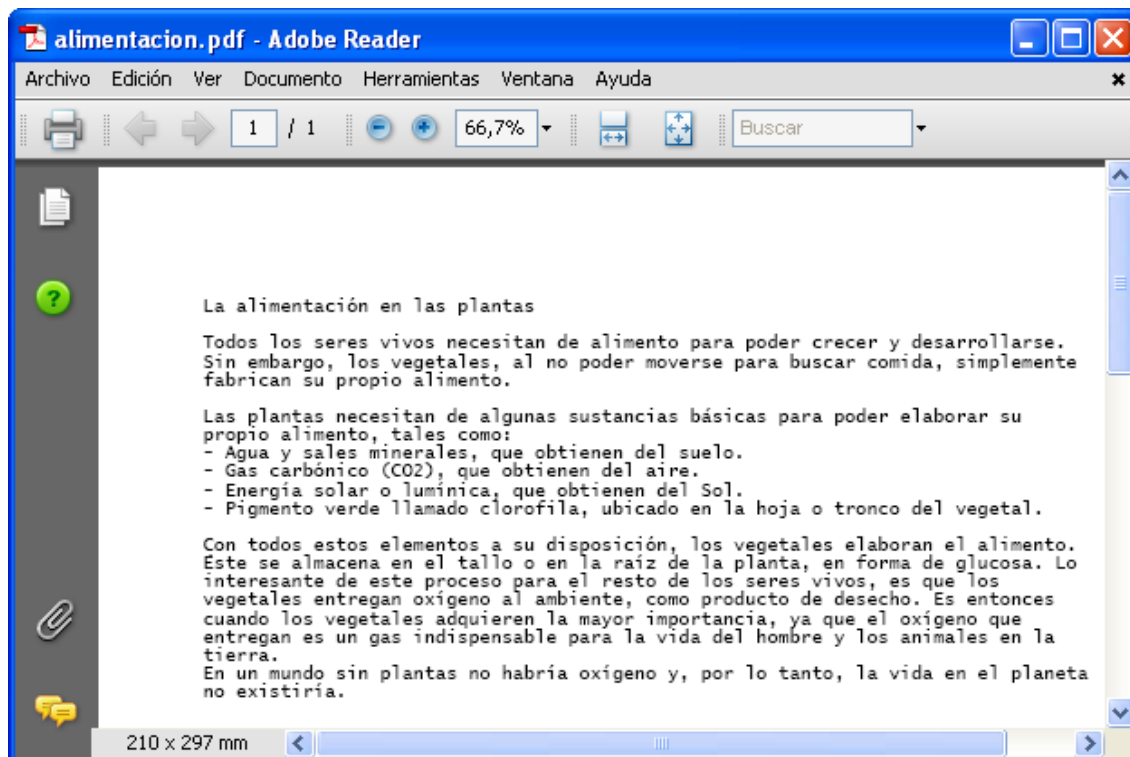 alimentacion.pdf - Adobe Reader
Archivo Edición Ver Documento Herramientas Ventana Ayuda
1 / 1 66,7% Buscar
La alimentación en las plantas
Todos los seres vivos necesitan de alimento para poder crecer y desarrollarse.
Sin embargo, los vegetales, al no poder moverse para buscar comida, simplemente
fabrican su propio alimento.
Las plantas necesitan de algunas sustancias básicas para poder elaborar su
propio alimento, tales como:
- Agua y sales minerales, que obtienen del suelo.
- Gas carbónico (CO2), que obtienen del aire.
- Energía solar o lumínica, que obtienen del Sol.
- Pigmento verde llamado clorofila, ubicado en la hoja o tronco del vegetal.
Con todos estos elementos a su disposición, los vegetales elaboran el alimento.
Éste se almacena en el tallo o en la raíz de la planta, en forma de glucosa. Lo
interesante de este proceso para el resto de los seres vivos, es que los
vegetales entregan oxígeno al ambiente, como producto de desecho. Es entonces
cuando los vegetales adquieren la mayor importancia, ya que el oxígeno que
entregan es un gas indispensable para la vida del hombre y los animales en la
tierra.
En un mundo sin plantas no habría oxígeno y, por lo tanto, la vida en el planeta
no existiría.
210 x 297 mm